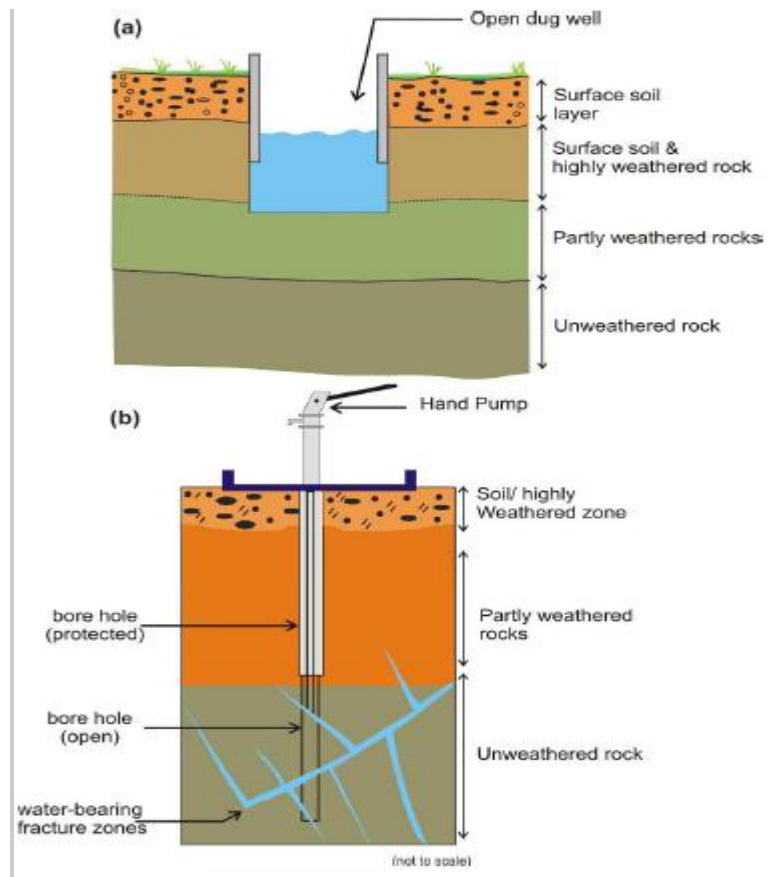 (a)
Open dug well
Surface soil
layer
Surface soil &
highly weathered rock
Partly weathered rocks
Unweathered rock
(b)
Hand Pump
Soil/ highly
Weathered zone
bore hole
(protected)
Partly weathered
rocks
bore hole
(open)
Unweathered rock
water-bearing
fracture zones
(not to scale)